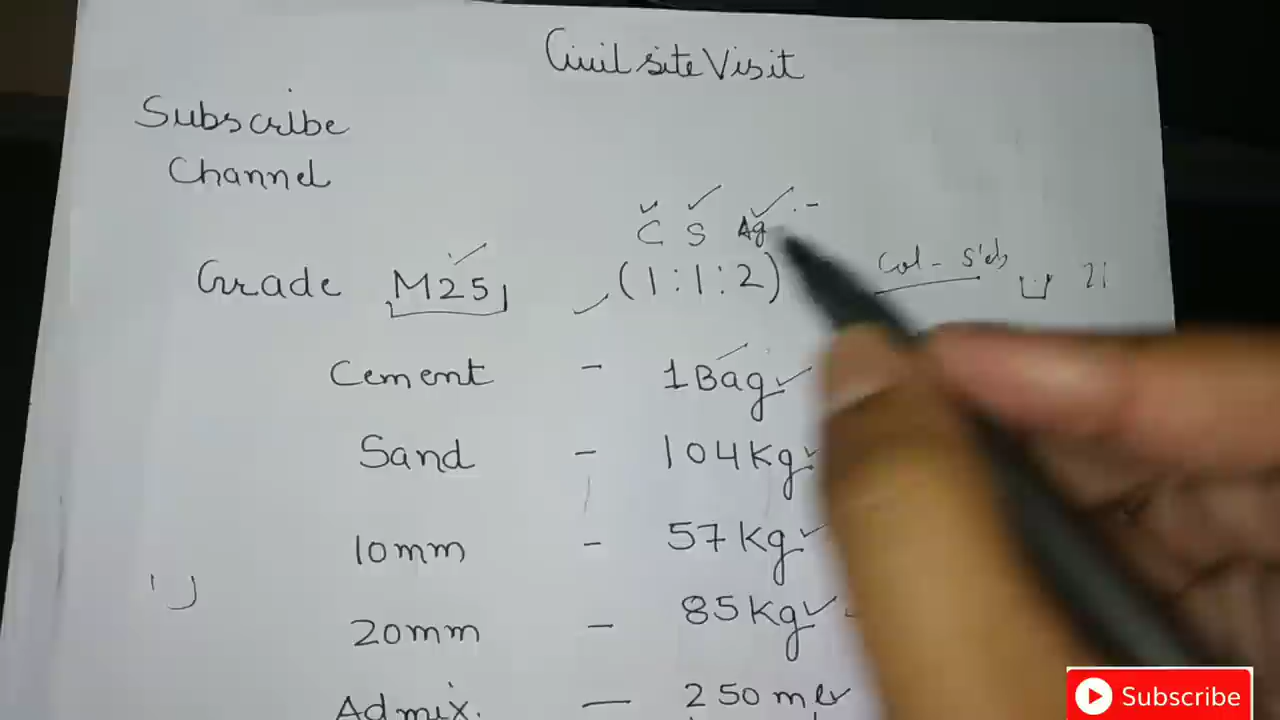 Civil site Visit
Subscribe
Channel
C S Ag :-
Grade M25 (1:1:2)
Cement - 1 Bag
Sand - 104 Kg
10mm - 57 Kg
20mm - 85 Kg
Admix. - 250
Subscribe